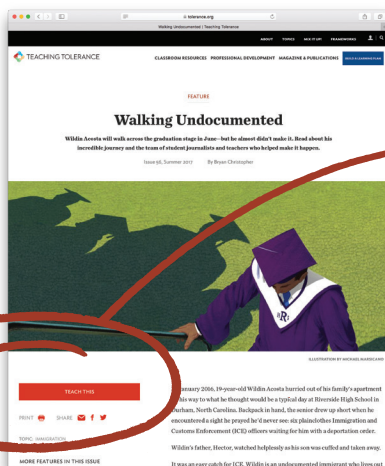 tolerance.org
Walking Undocumented | Teaching Tolerance
ABOUT TOPICS MIX IT UP! FRAMEWORKS
TEACHING TOLERANCE
CLASSROOM RESOURCES PROFESSIONAL DEVELOPMENT MAGAZINE & PUBLICATIONS
BUILD A LEARNING PLAN
FEATURE
Walking Undocumented
Wildin Acosta will walk across the graduation stage in June—but he almost didn't make it. Read about his
incredible journey and the team of student journalists and teachers who helped make it happen.
Issue 56, Summer 2017 By Bryan Christopher
ILLUSTRATION BY MICHAEL MARSICANO
TEACH THIS
PRINT SHARE
TOPIC: IMMIGRATION
MORE FEATURES IN THIS ISSUE
January 2016, 19-year-old Wildin Acosta hurried out of his family's apartment
his way to what he thought would be a typical day at Riverside High School in
Durham, North Carolina. Backpack in hand, the senior drew up short when he
encountered a sight he prayed he'd never see: six plainclothes Immigration and
Customs Enforcement (ICE) officers waiting for him with a deportation order.
Wildin's father, Hector, watched helplessly as his son was cuffed and taken away.
It was an easy catch for ICE. Wildin is an undocumented immigrant who lives at